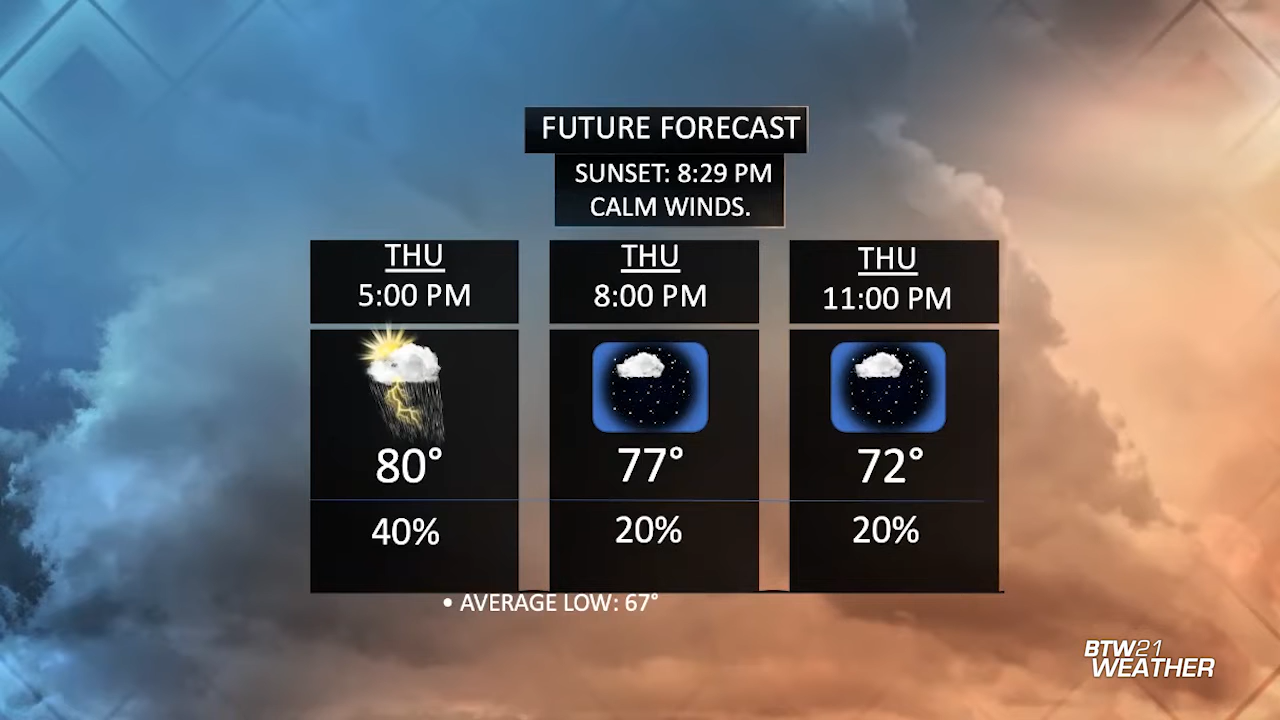 FUTURE FORECAST
SUNSET: 8:29 PM
CALM WINDS.
THU
5:00 PM
80°
40%
THU
8:00 PM
77°
20%
THU
11:00 PM
72°
20%
• AVERAGE LOW: 67°
BTW21
WEATHER